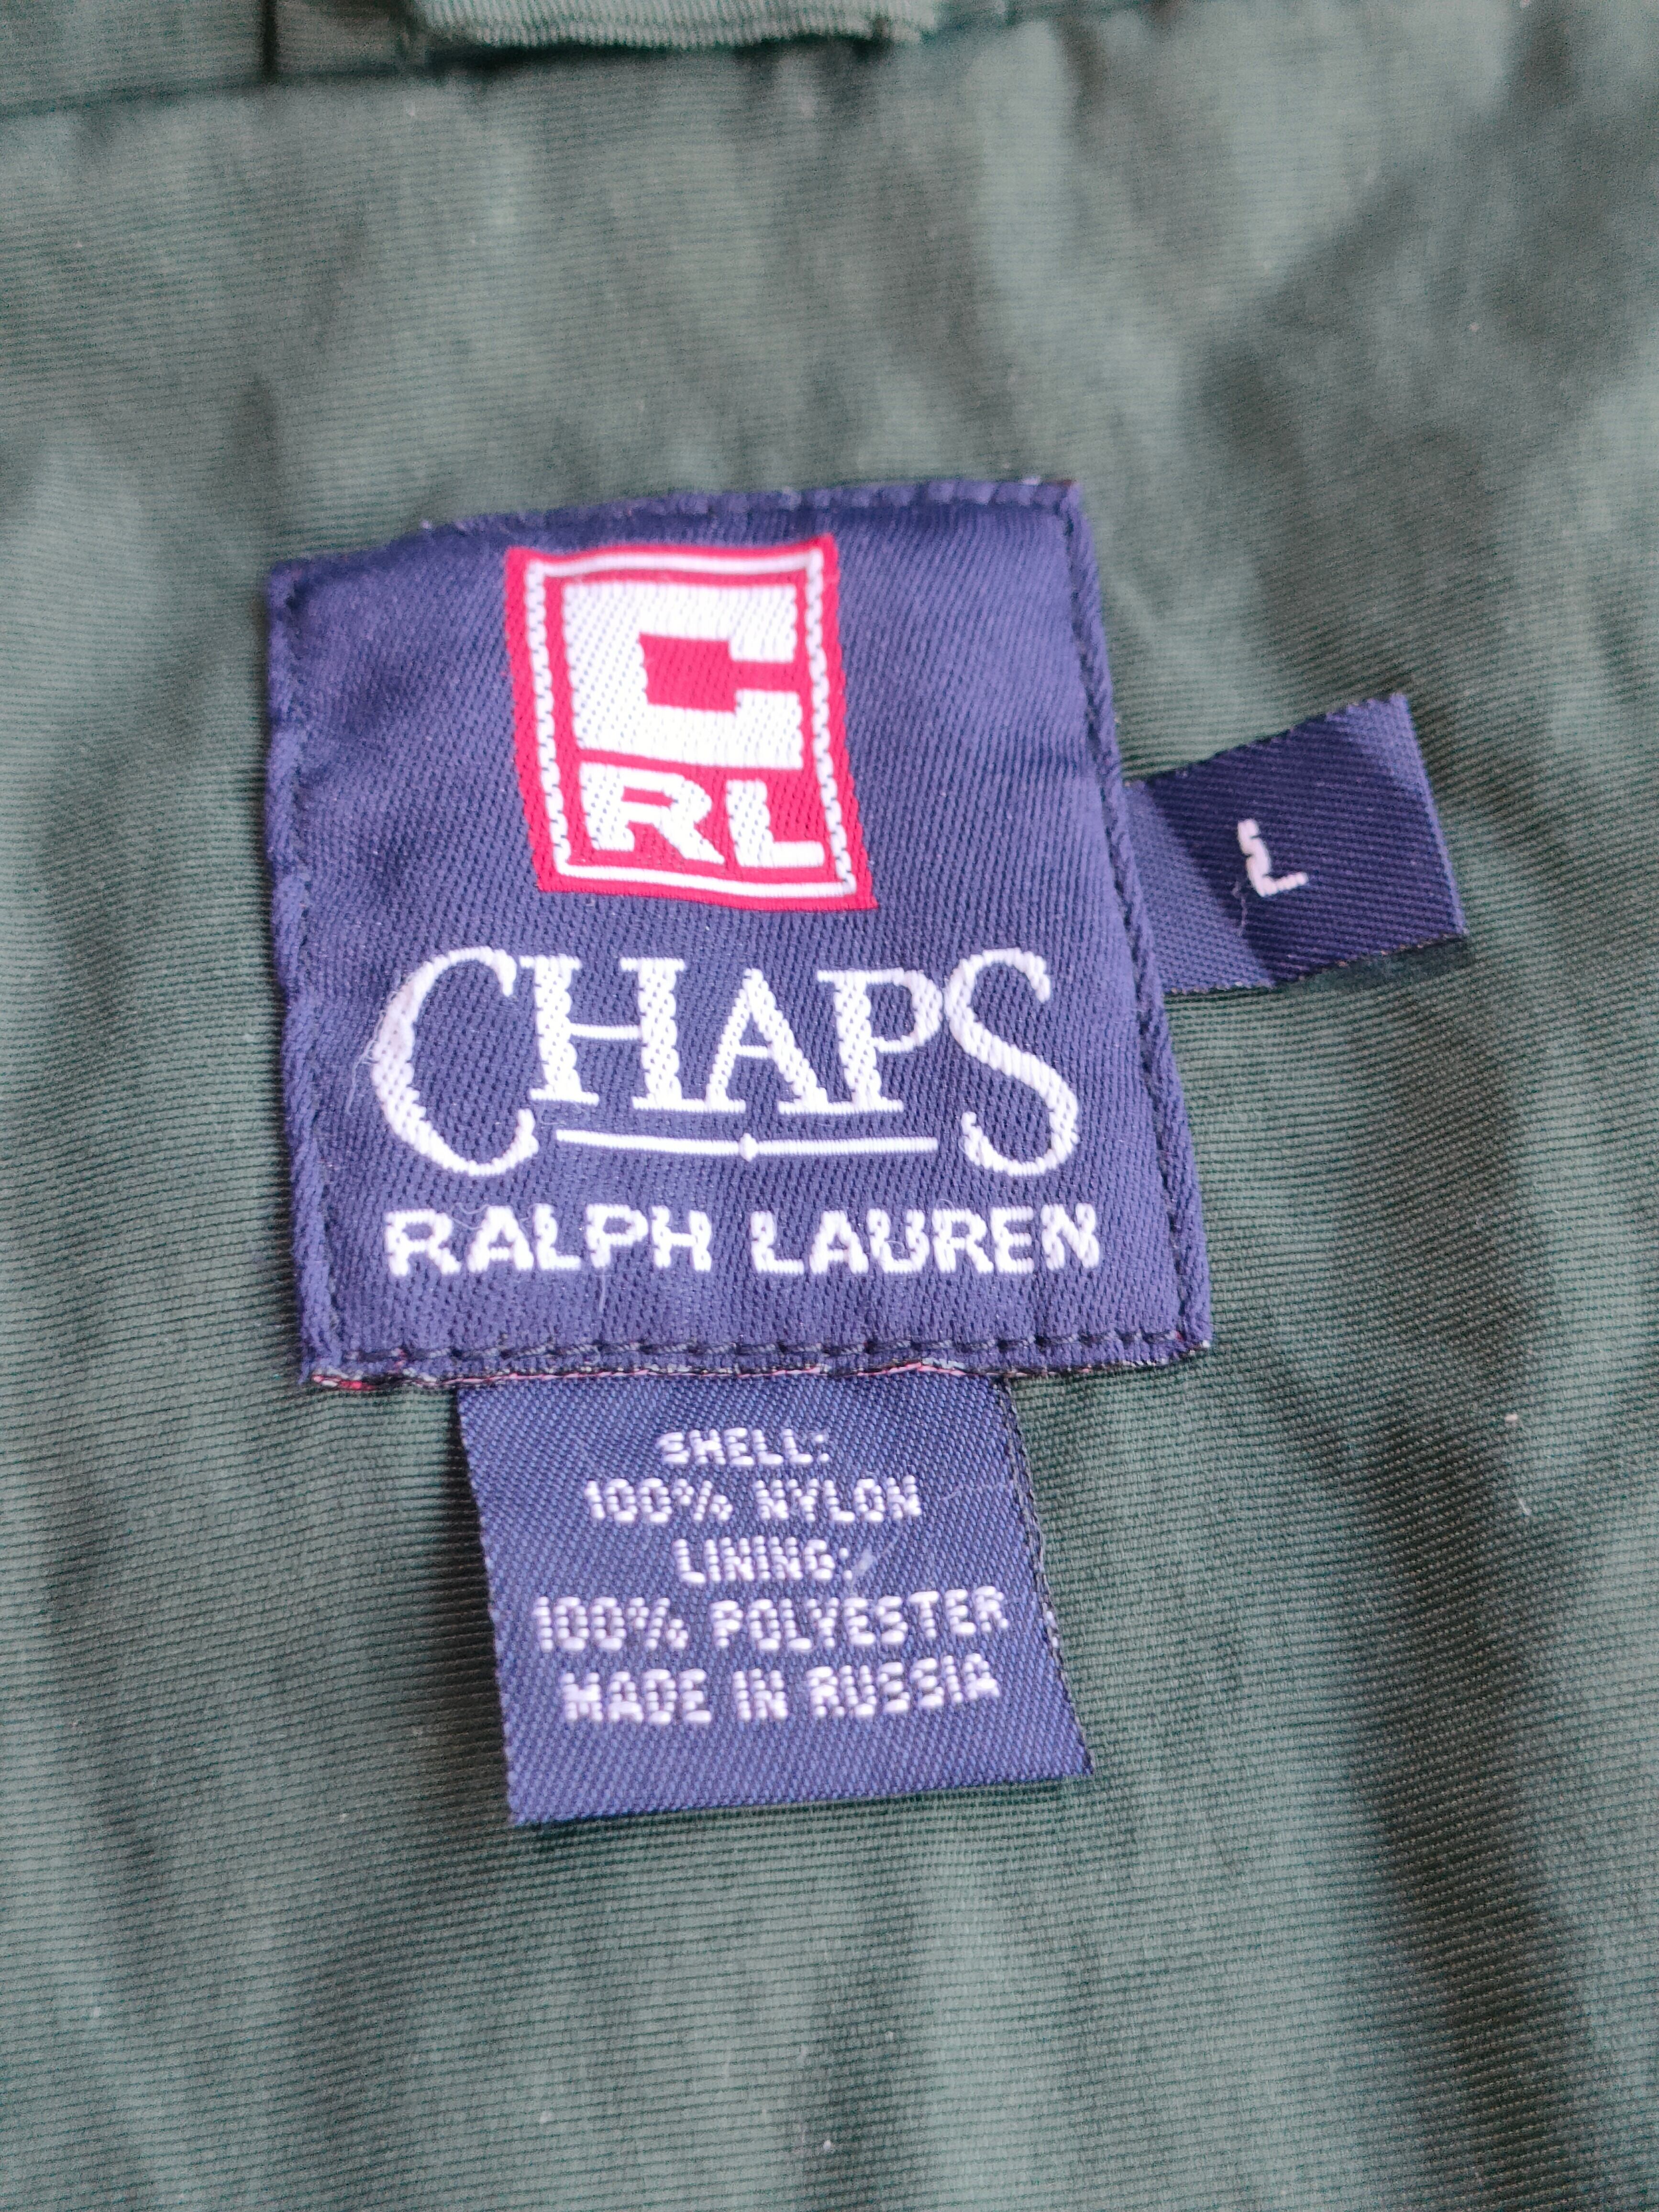 C
RL
CHAPS
RALPH LAUREN
L
SHELL:
100% NYLON
LINING:
100% POLYESTER
MADE IN RUSSIA